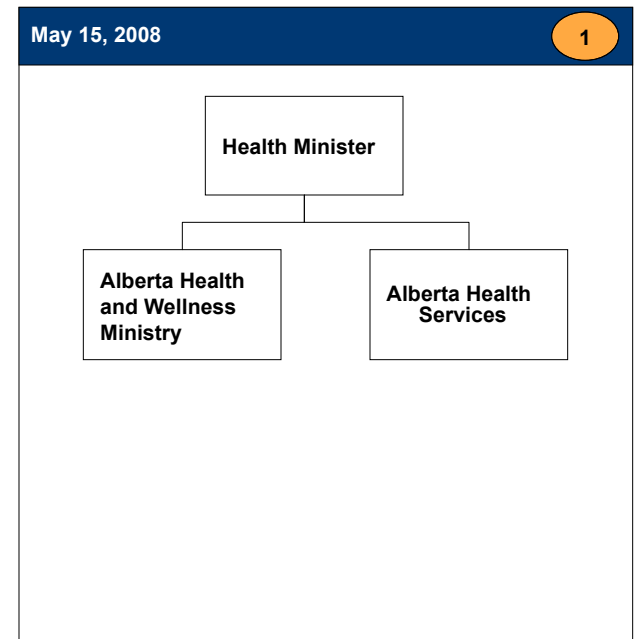 May 15, 2008
1
Health Minister
Alberta Health
and Wellness
Ministry
Alberta Health
Services